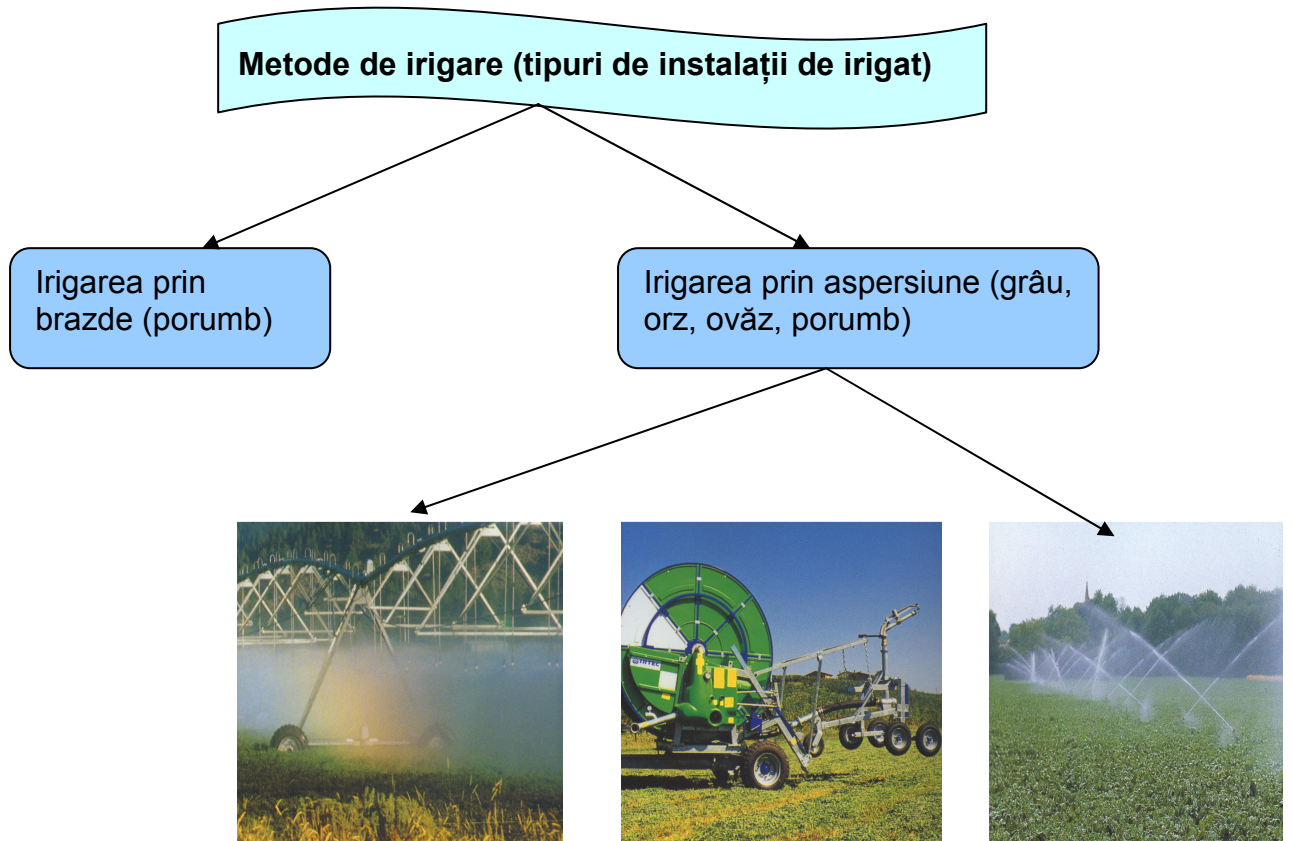 Metode de irigare (tipuri de instalații de irigat)
Irigarea prin
brazde (porumb)
Irigarea prin aspersiune (grâu,
orz, ovăz, porumb)